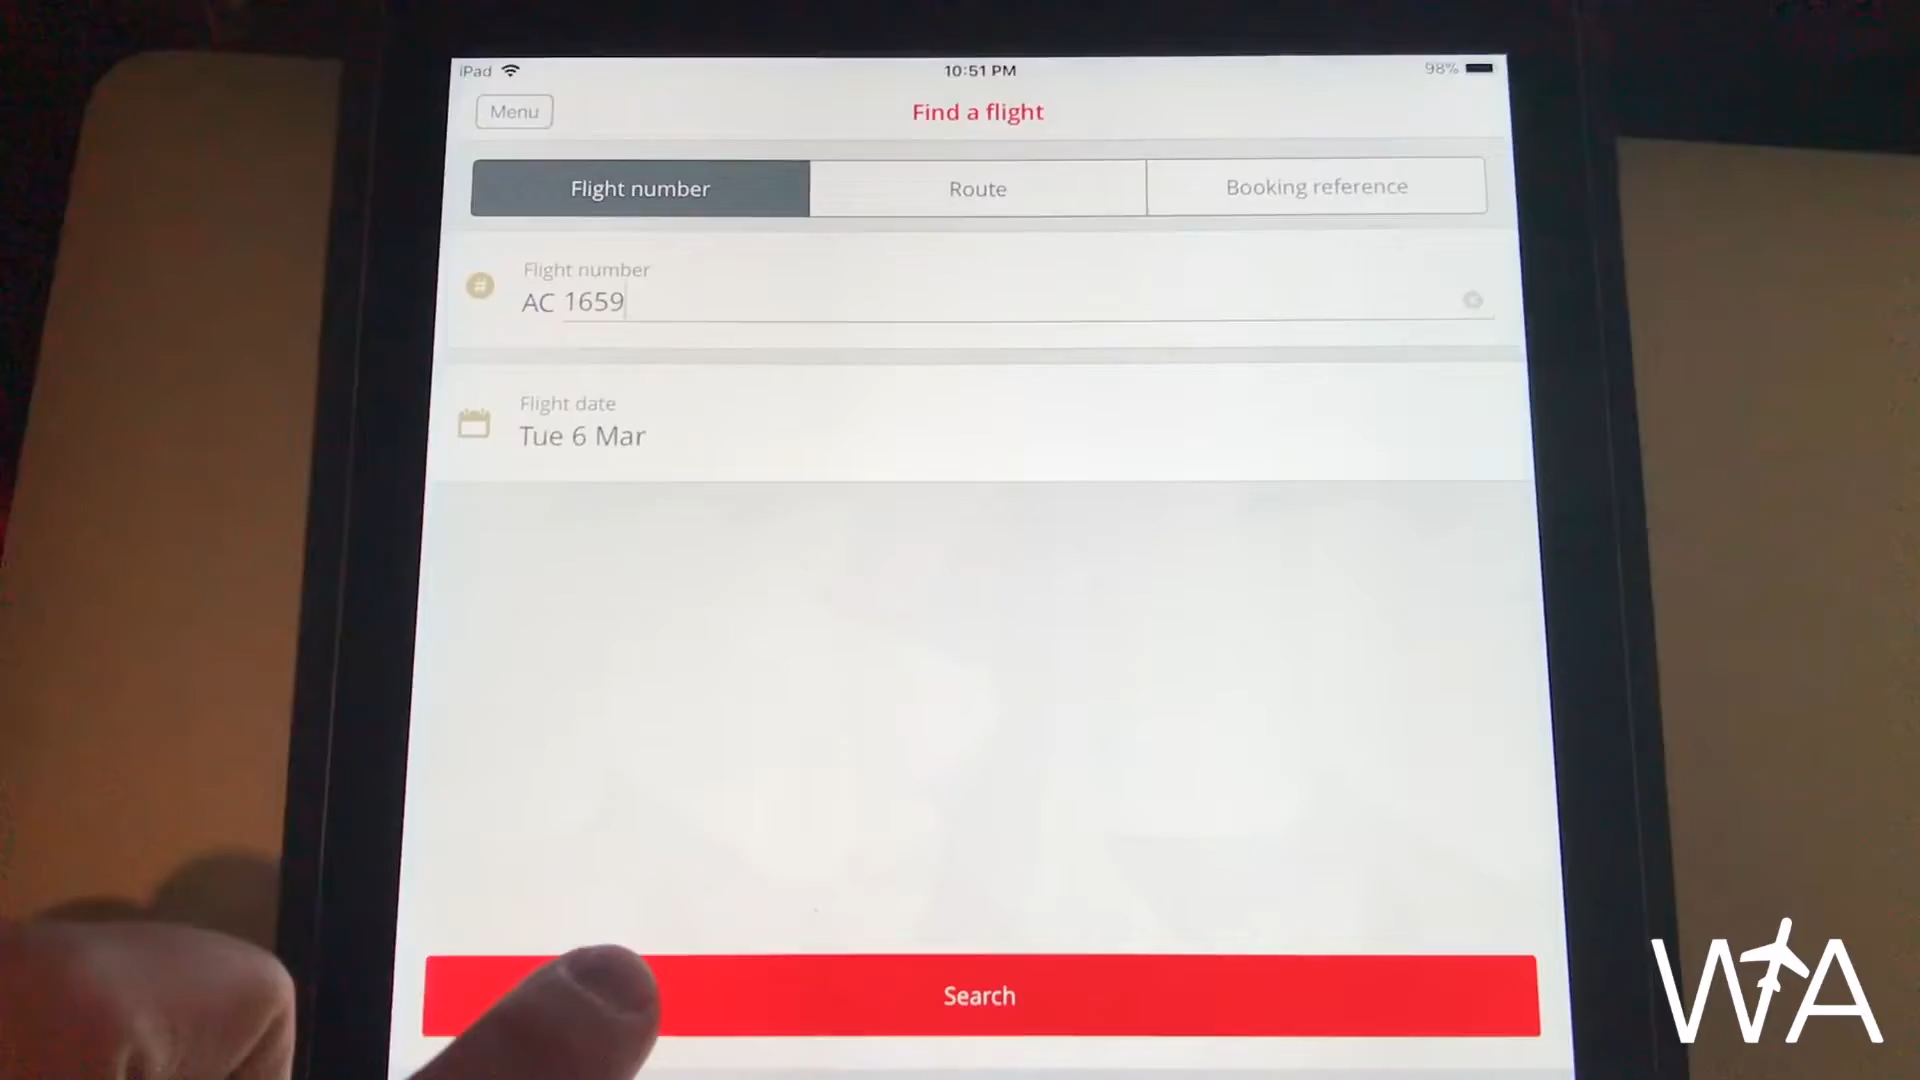 iPad 10:51 PM 98%
Menu Find a flight
Flight number Route Booking reference
Flight number
AC 1659
Flight date
Tue 6 Mar
Search
WA